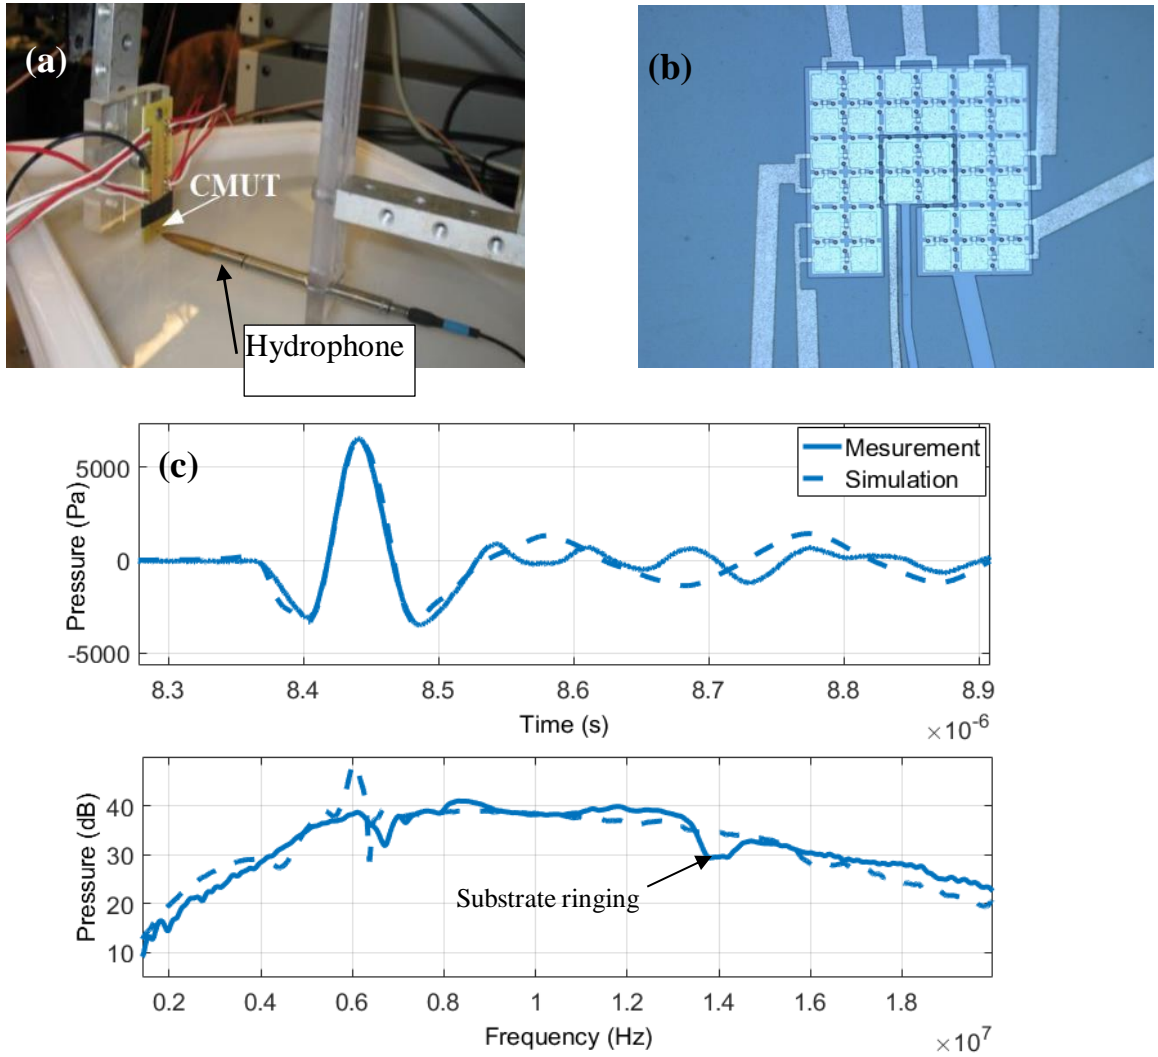 (a)
CMUT
Hydrophone
(b)
(c)
Mesurement
Simulation
Pressure (Pa)
5000
0
-5000
8.3 8.4 8.5 8.6 8.7 8.8 8.9
Time (s)
×10-6
Pressure (dB)
40
30
20
10
Substrate ringing
0.2 0.4 0.6 0.8 1 1.2 1.4 1.6 1.8
Frequency (Hz)
×107